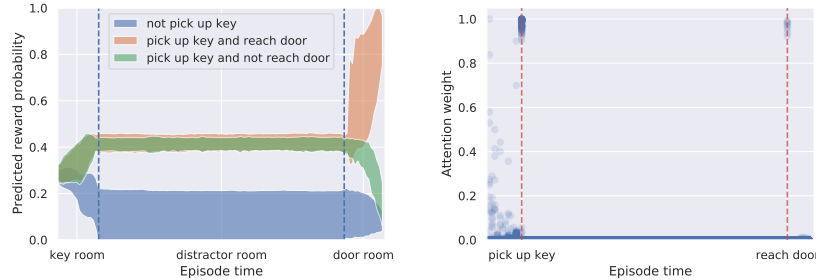 not pick up key
pick up key and reach door
pick up key and not reach door
Predicted reward probability
1.0
0.8
0.6
0.4
0.2
0.0
key room
distractor room
door room
Episode time
Attention weight
1.0
0.8
0.6
0.4
0.2
0.0
pick up key
reach door
Episode time